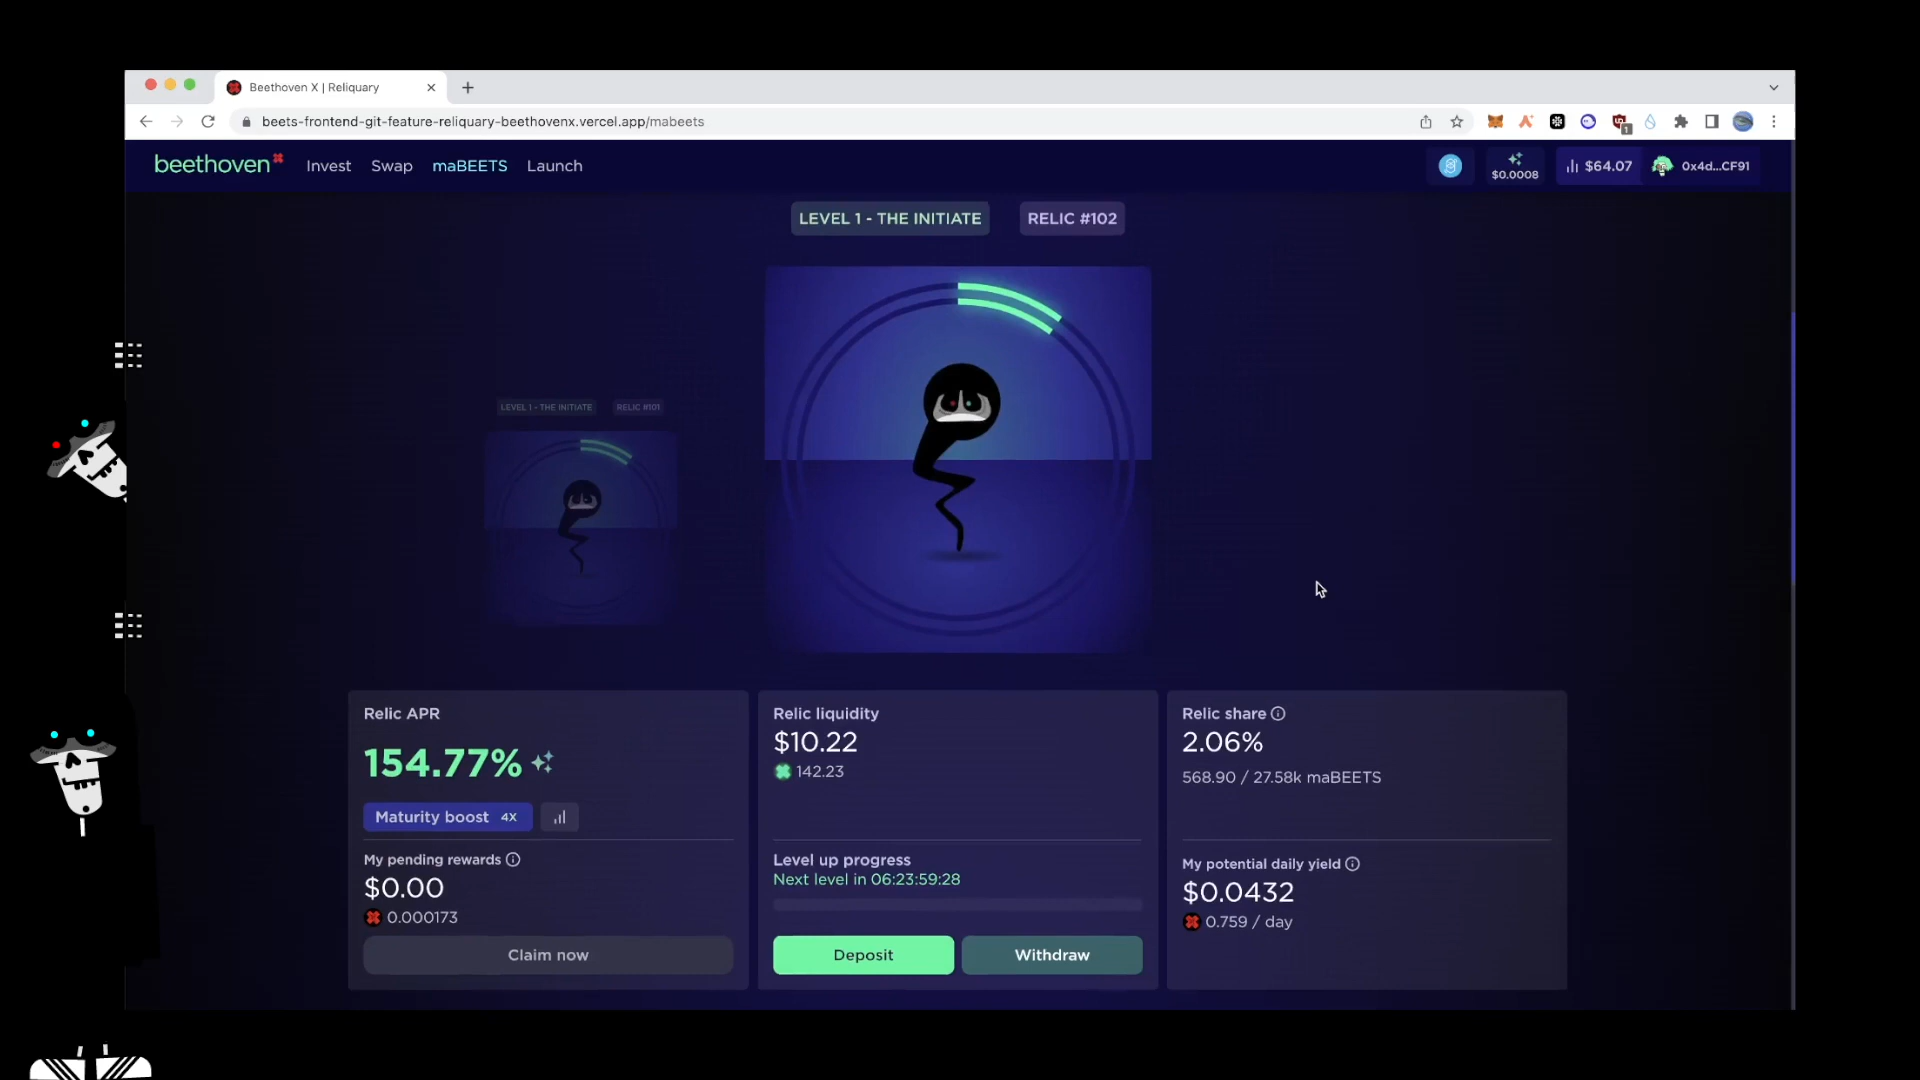 Beethoven X | Reliquary
beets-frontend-git-feature-reliquary-beethovenx.vercel.app/mabeets
1
beethoven
Invest
Swap
maBEETS
Launch
$0.0008
$64.07
0x4d...CF91
LEVEL 1 - THE INITIATE
RELIC #102
LEVEL 1 - THE INITIATE
RELIC #101
Relic APR
154.77%
Maturity boost 4X
My pending rewards
$0.00
0.000173
Claim now
Relic liquidity
$10.22
142.23
Level up progress
Next level in 06:23:59:28
Deposit
Withdraw
Relic share
2.06%
568.90 / 27.58k maBEETS
My potential daily yield
$0.0432
0.759 / day